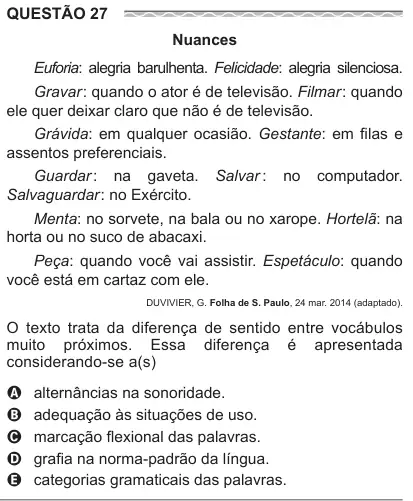 QUESTÃO 27
Nuances
Euforia: alegria barulhenta. Felicidade: alegria silenciosa.
Gravar: quando o ator é de televisão. Filmar: quando
ele quer deixar claro que não é de televisão.
Grávida: em qualquer ocasião. Gestante: em filas e
assentos preferenciais.
Guardar: na gaveta. Salvar: no computador.
Salvaguardar: no Exército.
Menta: no sorvete, na bala ou no xarope. Hortelã: na
horta ou no suco de abacaxi.
Peça: quando você vai assistir. Espetáculo: quando
você está em cartaz com ele.
DUVIVIER, G. Folha de S. Paulo, 24 mar. 2014 (adaptado).
O texto trata da diferença de sentido entre vocábulos
muito próximos. Essa diferença é apresentada
considerando-se a(s)
A alternâncias na sonoridade.
B adequação às situações de uso.
C marcação flexional das palavras.
D grafia na norma-padrão da língua.
E categorias gramaticais das palavras.